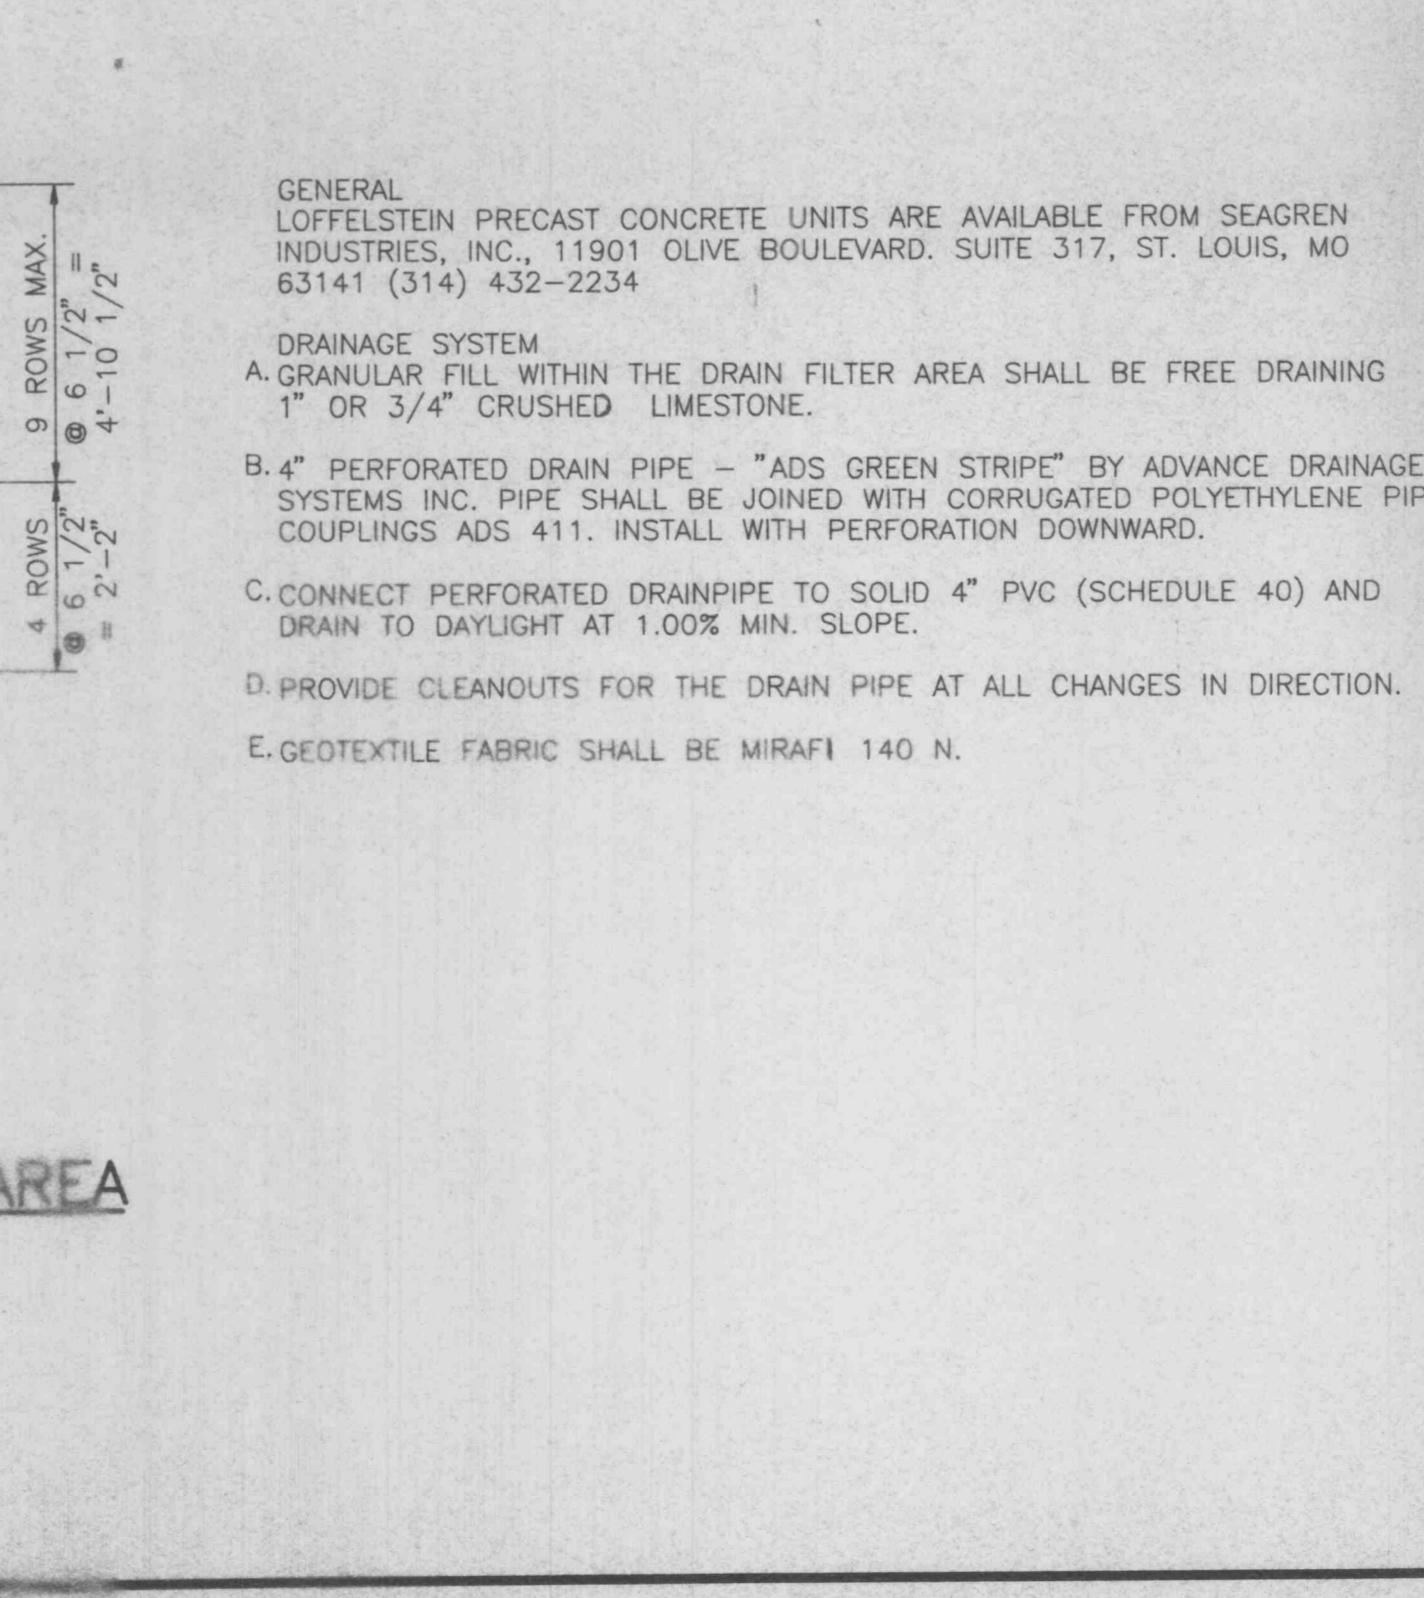 9 ROWS MAX.
@ 6 1/2" =
4'-10 1/2"
4 ROWS
@ 6 1/2"
= 2'-2"
GENERAL
LOFFELSTEIN PRECAST CONCRETE UNITS ARE AVAILABLE FROM SEAGREN
INDUSTRIES, INC., 11901 OLIVE BOULEVARD. SUITE 317, ST. LOUIS, MO
63141 (314) 432-2234
DRAINAGE SYSTEM
A. GRANULAR FILL WITHIN THE DRAIN FILTER AREA SHALL BE FREE DRAINING
1" OR 3/4" CRUSHED LIMESTONE.
B. 4" PERFORATED DRAIN PIPE – "ADS GREEN STRIPE" BY ADVANCE DRAINAGE
SYSTEMS INC. PIPE SHALL BE JOINED WITH CORRUGATED POLYETHYLENE PIP
COUPLINGS ADS 411. INSTALL WITH PERFORATION DOWNWARD.
C. CONNECT PERFORATED DRAINPIPE TO SOLID 4" PVC (SCHEDULE 40) AND
DRAIN TO DAYLIGHT AT 1.00% MIN. SLOPE.
D. PROVIDE CLEANOUTS FOR THE DRAIN PIPE AT ALL CHANGES IN DIRECTION.
E. GEOTEXTILE FABRIC SHALL BE MIRAFI 140 N.
AREA